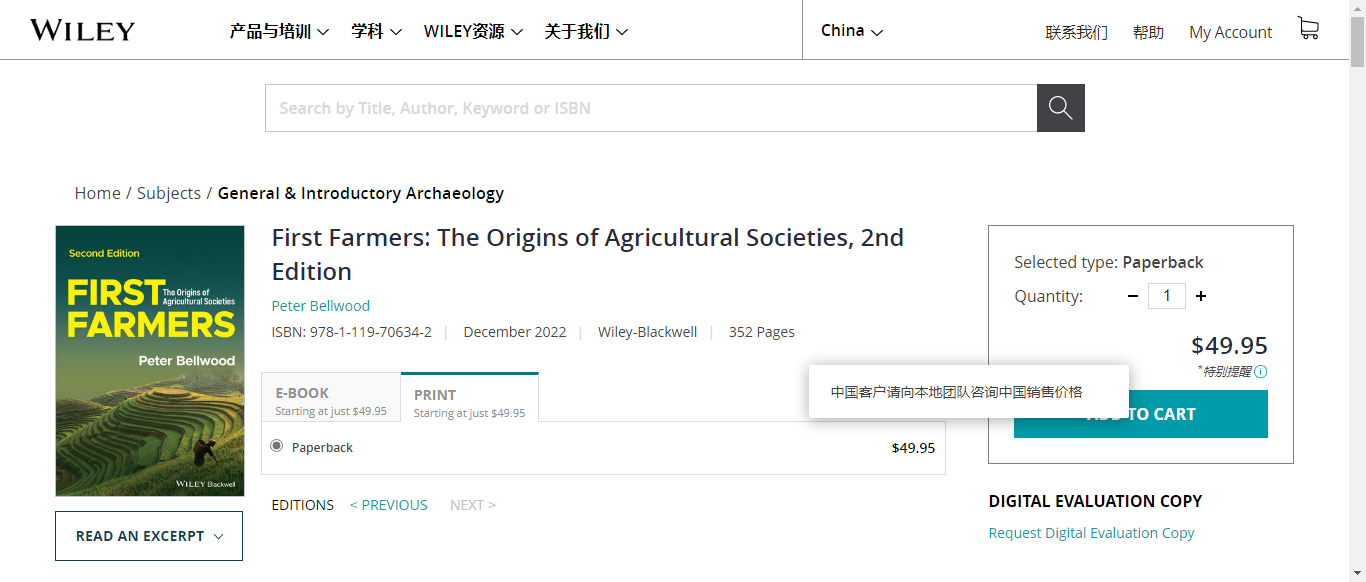 WILEY
产品与培训
学科
WILEY资源
关于我们
China
联系我们
帮助
My Account
Search by Title, Author, Keyword or ISBN
Home / Subjects / General & Introductory Archaeology
Second Edition
FIRST
The Origins of
Agricultural Societies
FARMERS
Peter Bellwood
WILEY Blackwell
READ AN EXCERPT
First Farmers: The Origins of Agricultural Societies, 2nd
Edition
Peter Bellwood
ISBN: 978-1-119-70634-2 | December 2022 | Wiley-Blackwell | 352 Pages
E-BOOK
Starting at just $49.95
PRINT
Starting at just $49.95
Paperback
$49.95
EDITIONS < PREVIOUS NEXT >
Selected type: Paperback
Quantity: − 1 +
$49.95
*特别提醒
中国客户请向本地团队咨询中国销售价格
TO CART
DIGITAL EVALUATION COPY
Request Digital Evaluation Copy